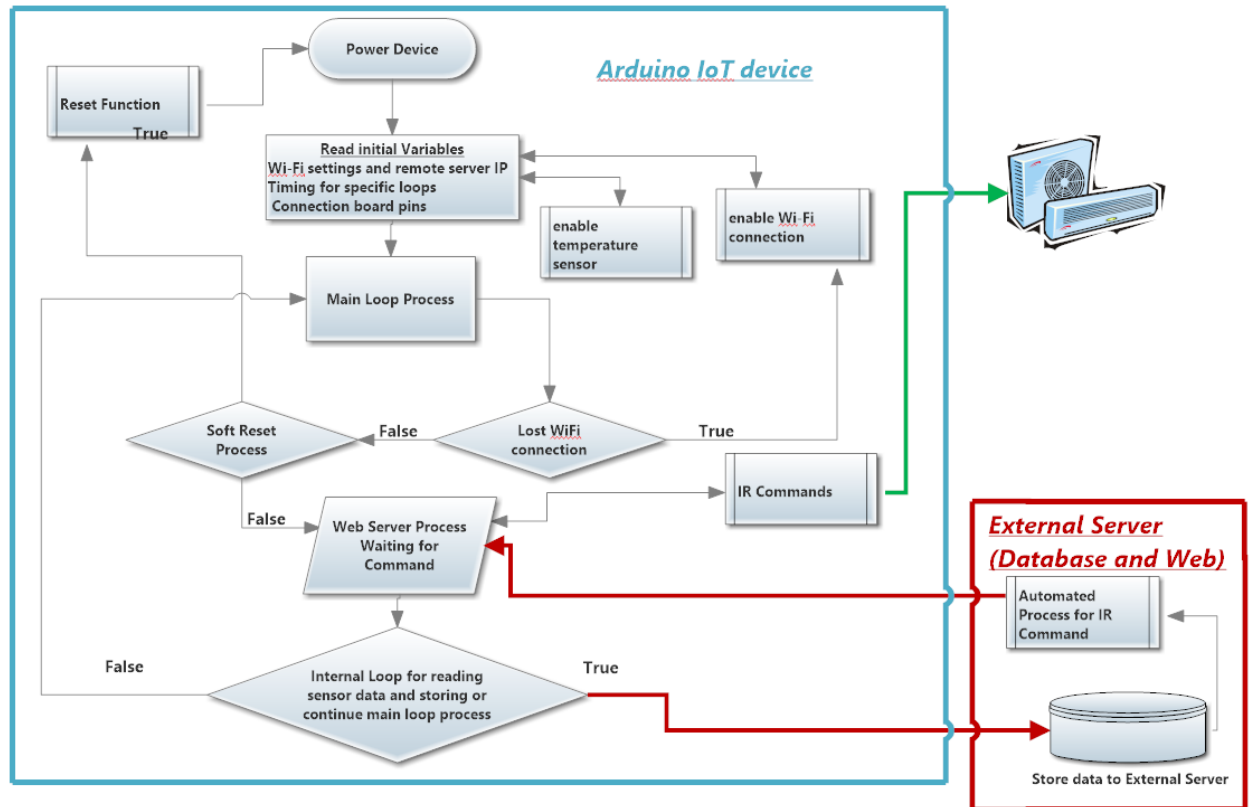 Power Device
Arduino IoT device
Reset Function
True
Read initial Variables
Wi-Fi settings and remote server IP
Timing for specific loops
Connection board pins
enable Wi-Fi
connection
enable
temperature
sensor
Main Loop Process
Soft Reset
Process
False
Lost WiFi
connection
True
IR Commands
False
Web Server Process
Waiting for
Command
External Server
(Database and Web)
Automated
Process for IR
Command
False
Internal Loop for reading
sensor data and storing or
continue main loop process
True
Store data to External Server